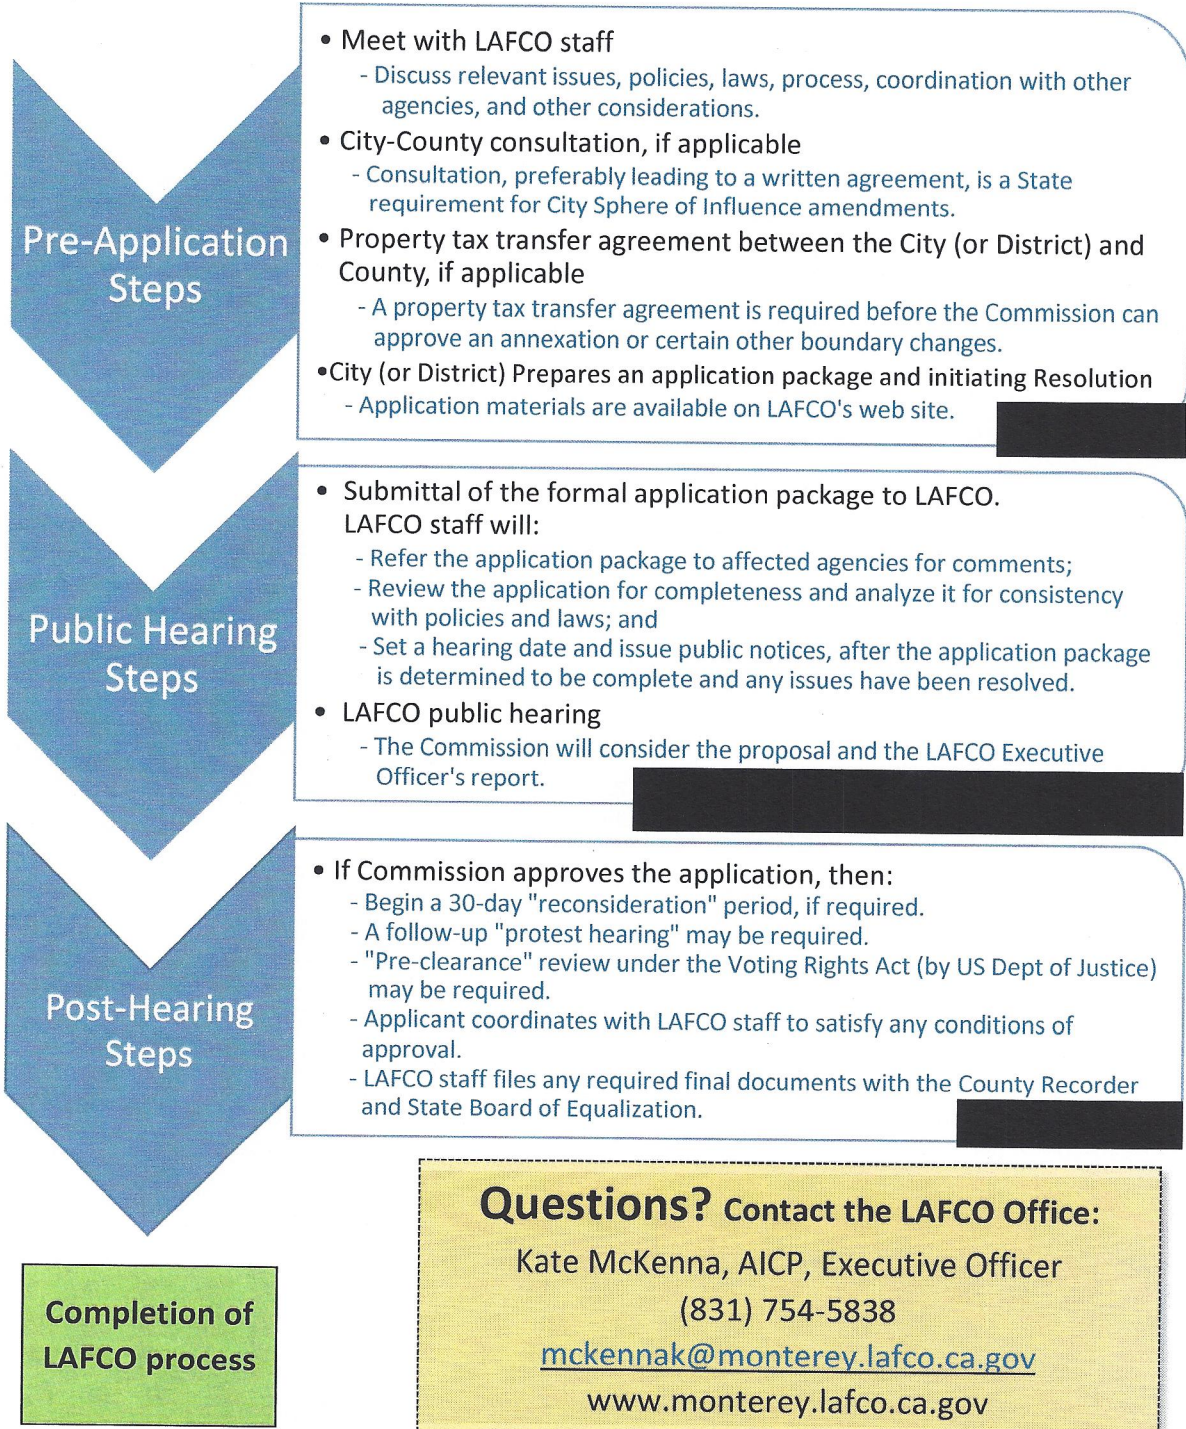 Pre-Application
Steps
• Meet with LAFCO staff
- Discuss relevant issues, policies, laws, process, coordination with other
agencies, and other considerations.
• City-County consultation, if applicable
- Consultation, preferably leading to a written agreement, is a State
requirement for City Sphere of Influence amendments.
• Property tax transfer agreement between the City (or District) and
County, if applicable
- A property tax transfer agreement is required before the Commission can
approve an annexation or certain other boundary changes.
•City (or District) Prepares an application package and initiating Resolution
- Application materials are available on LAFCO's web site.
Public Hearing
Steps
• Submittal of the formal application package to LAFCO.
LAFCO staff will:
- Refer the application package to affected agencies for comments;
- Review the application for completeness and analyze it for consistency
with policies and laws; and
- Set a hearing date and issue public notices, after the application package
is determined to be complete and any issues have been resolved.
• LAFCO public hearing
- The Commission will consider the proposal and the LAFCO Executive
Officer's report.
Post-Hearing
Steps
• If Commission approves the application, then:
- Begin a 30-day "reconsideration" period, if required.
- A follow-up "protest hearing" may be required.
- "Pre-clearance" review under the Voting Rights Act (by US Dept of Justice)
may be required.
- Applicant coordinates with LAFCO staff to satisfy any conditions of
approval.
- LAFCO staff files any required final documents with the County Recorder
and State Board of Equalization.
Completion of
LAFCO process
Questions? Contact the LAFCO Office:
Kate McKenna, AICP, Executive Officer
(831) 754-5838
mckennak@monterey.lafco.ca.gov
www.monterey.lafco.ca.gov